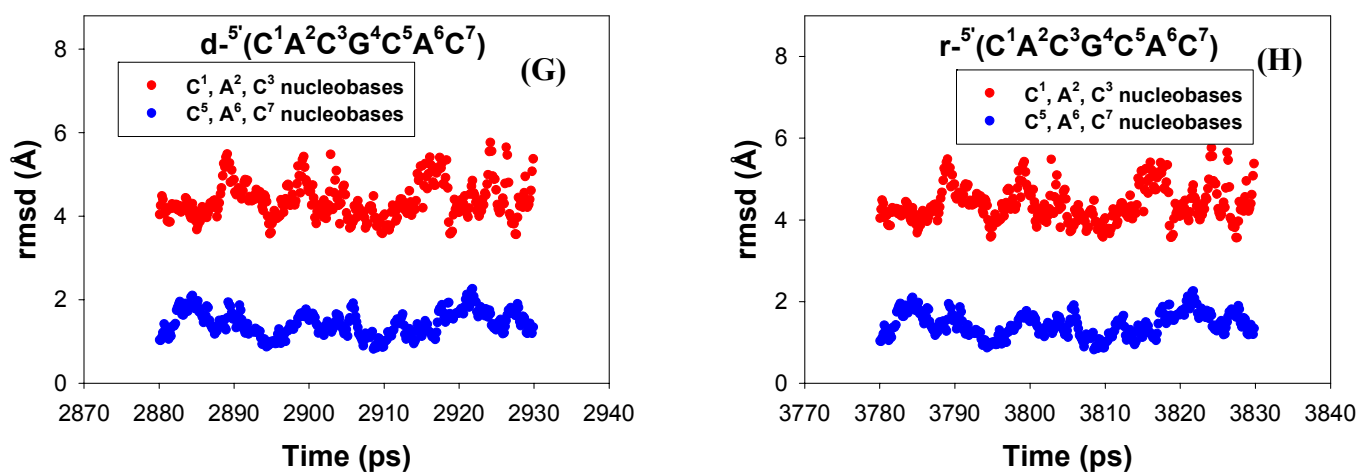 d-⁵'(C¹A²C³G⁴C⁵A⁶C⁷)
(G)
C¹, A², C³ nucleobases
C⁵, A⁶, C⁷ nucleobases
rmsd (Å)
8
6
4
2
0
2870 2880 2890 2900 2910 2920 2930 2940
Time (ps)
r-⁵'(C¹A²C³G⁴C⁵A⁶C⁷)
(H)
C¹, A², C³ nucleobases
C⁵, A⁶, C⁷ nucleobases
rmsd (Å)
8
6
4
2
0
3770 3780 3790 3800 3810 3820 3830 3840
Time (ps)